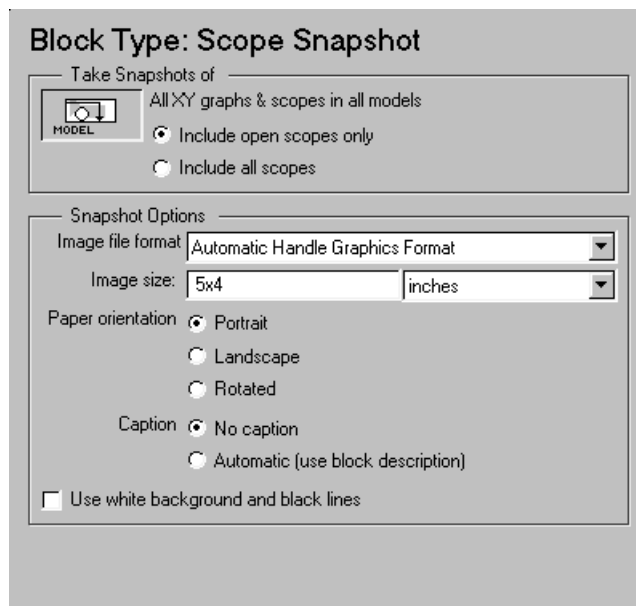 Block Type: Scope Snapshot
Take Snapshots of
All XY graphs & scopes in all models
MODEL
Include open scopes only
Include all scopes
Snapshot Options
Image file format Automatic Handle Graphics Format
Image size: 5x4 inches
Paper orientation Portrait
Landscape
Rotated
Caption No caption
Automatic (use block description)
Use white background and black lines